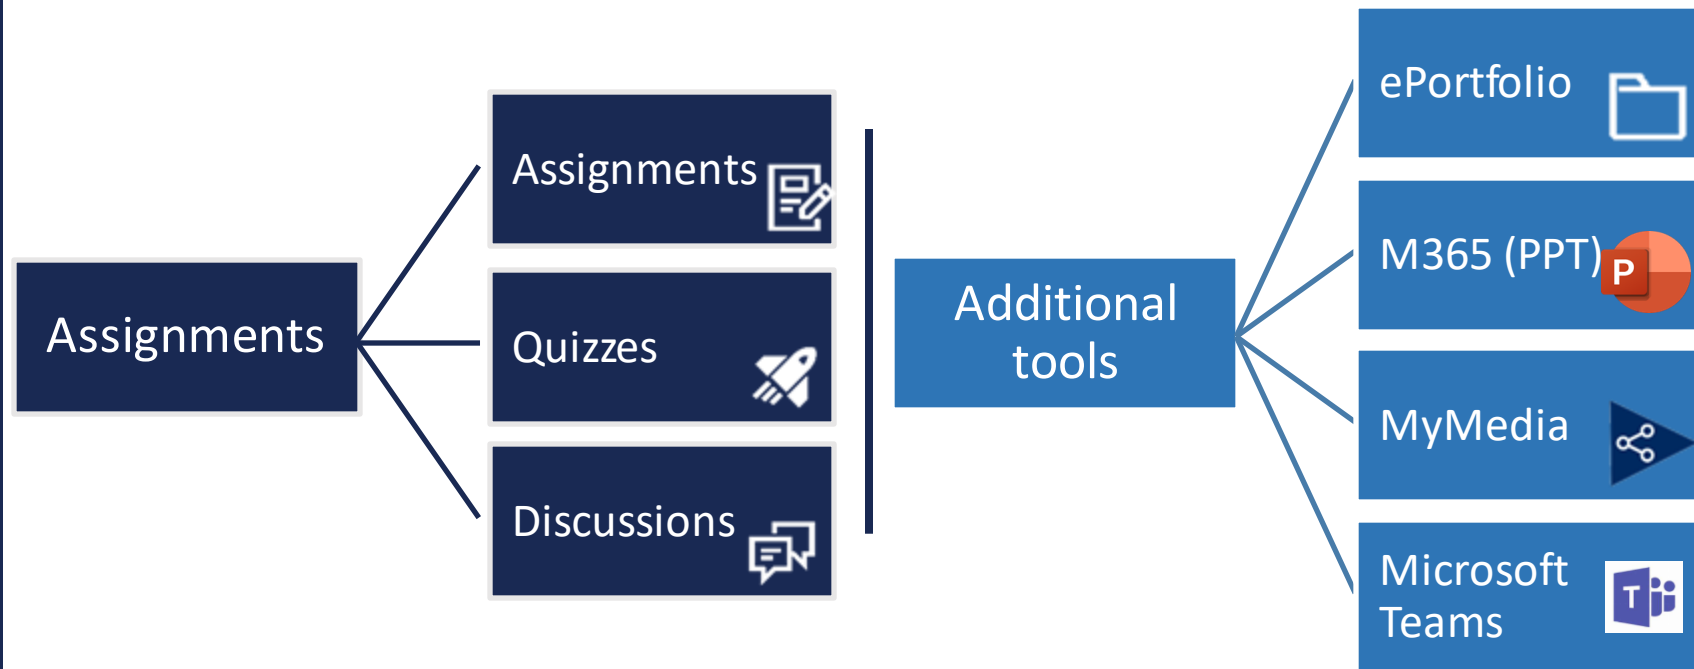 Assignments
Assignments
Quizzes
Discussions
Additional
tools
ePortfolio
M365 (PPT)
P
MyMedia
Microsoft
Teams
T